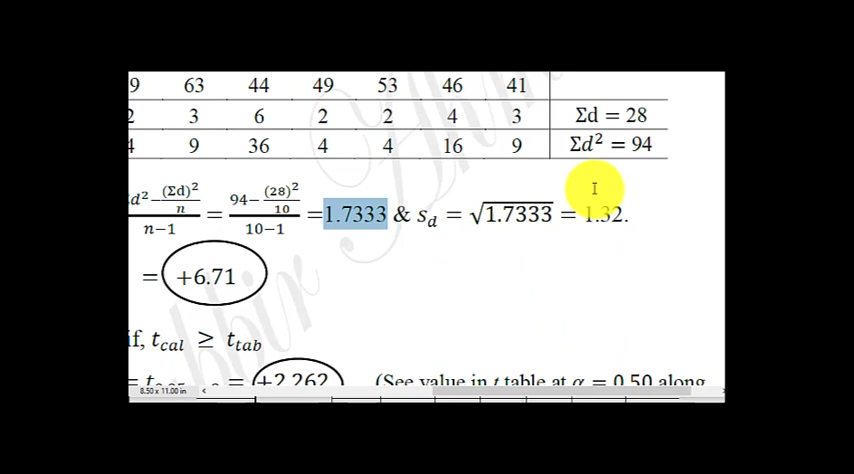 9 63 44 49 53 46 41
2 3 6 2 2 4 3 Σd = 28
4 9 36 4 4 16 9 Σd² = 94
d²−(Σd)²/n / n−1 = 94−(28)²/10 / 10−1 = 1.7333 & s_d = √1.7333 = 1.32.
= +6.71
if, t_cal ≥ t_tab
= +2.262 (See value in t table at α = 0.50 along
8.50 x 11.00 in